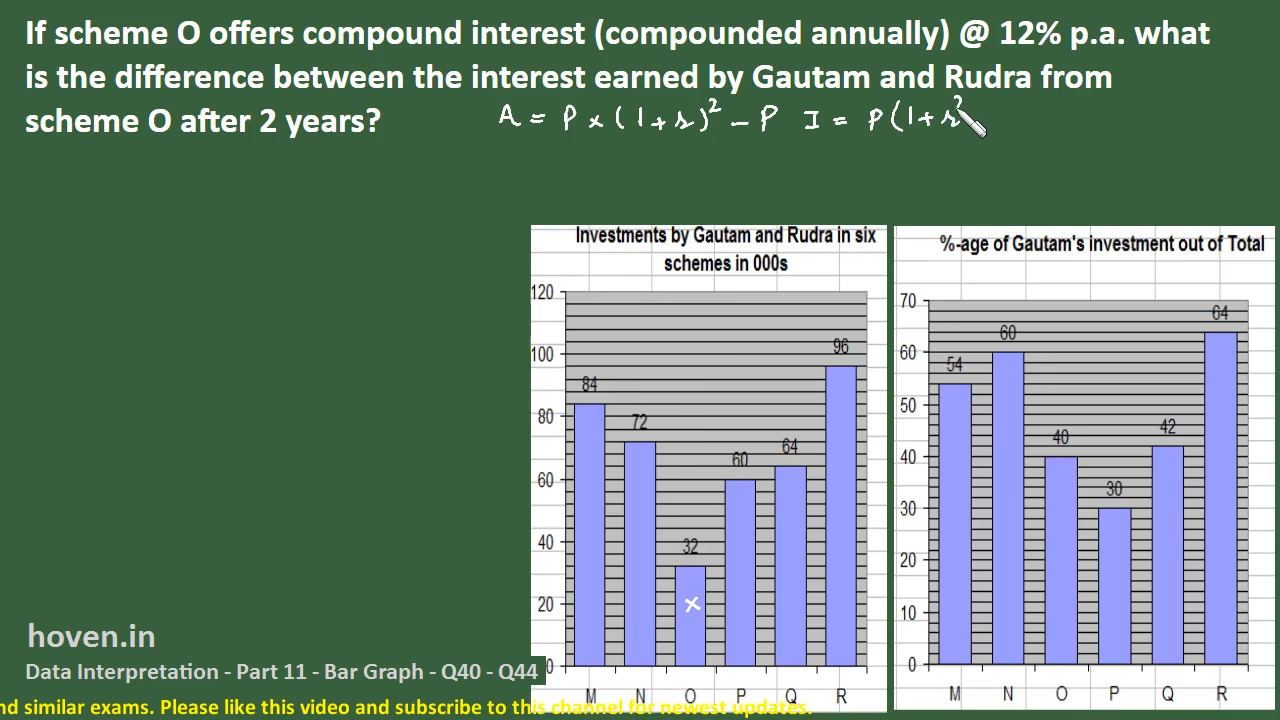 If scheme O offers compound interest (compounded annually) @ 12% p.a. what
is the difference between the interest earned by Gautam and Rudra from
scheme O after 2 years?
A = P × (1 + r)² − P I = P (1 + r²
Investments by Gautam and Rudra in six
schemes in 000s
120
100
80
60
40
20
0
84
72
32
60
64
96
×
M N O P Q R
%-age of Gautam's investment out of Total
70
60
50
40
30
20
10
0
54
60
40
30
42
64
M N O P Q R
hoven.in
Data Interpretation - Part 11 - Bar Graph - Q40 - Q44
nd similar exams. Please like this video and subscribe to this channel for newest updates.